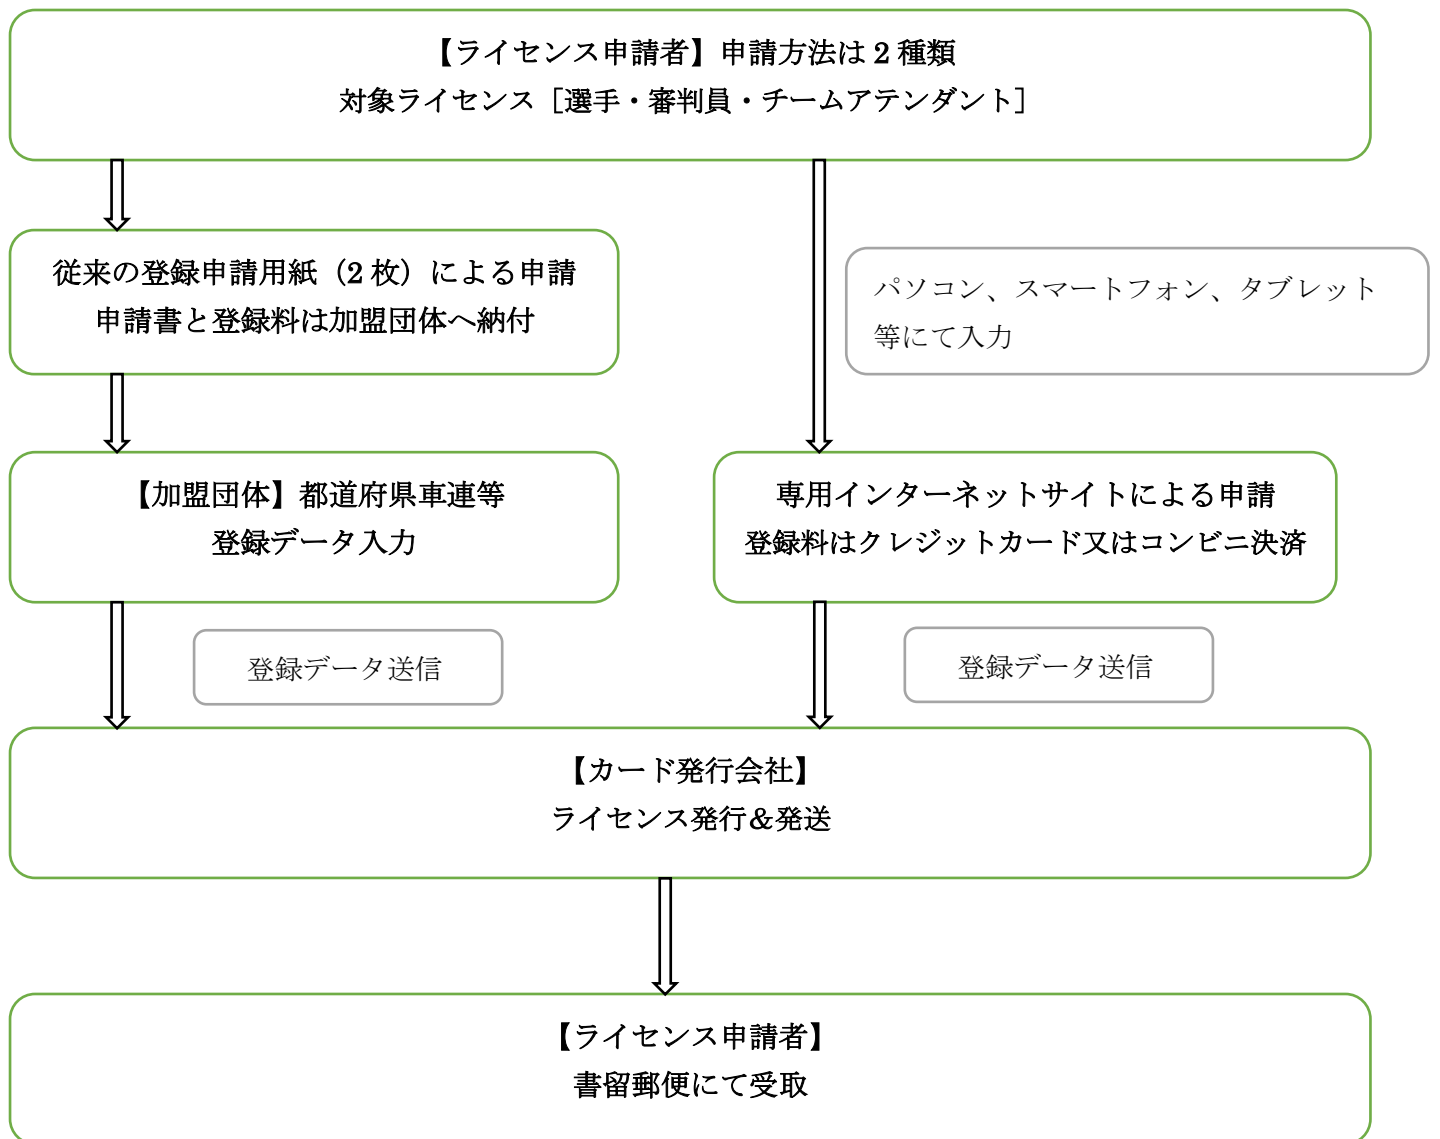 【ライセンス申請者】申請方法は2種類
対象ライセンス［選手・審判員・チームアテンダント］
従来の登録申請用紙（2枚）による申請
申請書と登録料は加盟団体へ納付
パソコン、スマートフォン、タブレット
等にて入力
【加盟団体】都道府県車連等
登録データ入力
専用インターネットサイトによる申請
登録料はクレジットカード又はコンビニ決済
登録データ送信
登録データ送信
【カード発行会社】
ライセンス発行＆発送
【ライセンス申請者】
書留郵便にて受取